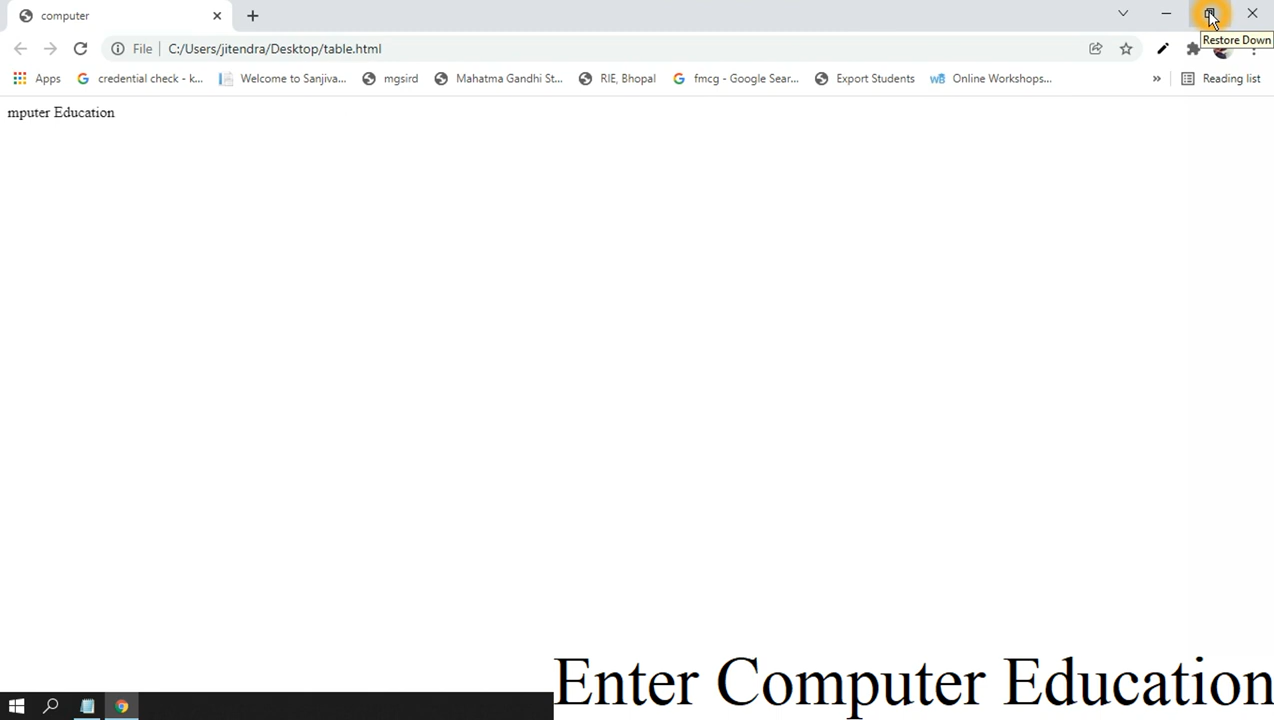 computer
File C:/Users/jitendra/Desktop/table.html
Restore Down
Apps credential check - k... Welcome to Sanjiva... mgsird Mahatma Gandhi St... RIE, Bhopal fmcg - Google Sear... Export Students Online Workshops... » Reading list
mputer Education
Enter Computer Education